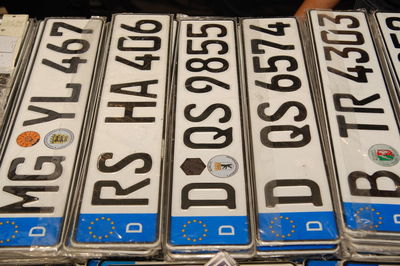 D MG YL 467
D RS HA 406
D D QS 9855
D D QS 6574
D B TR 4303